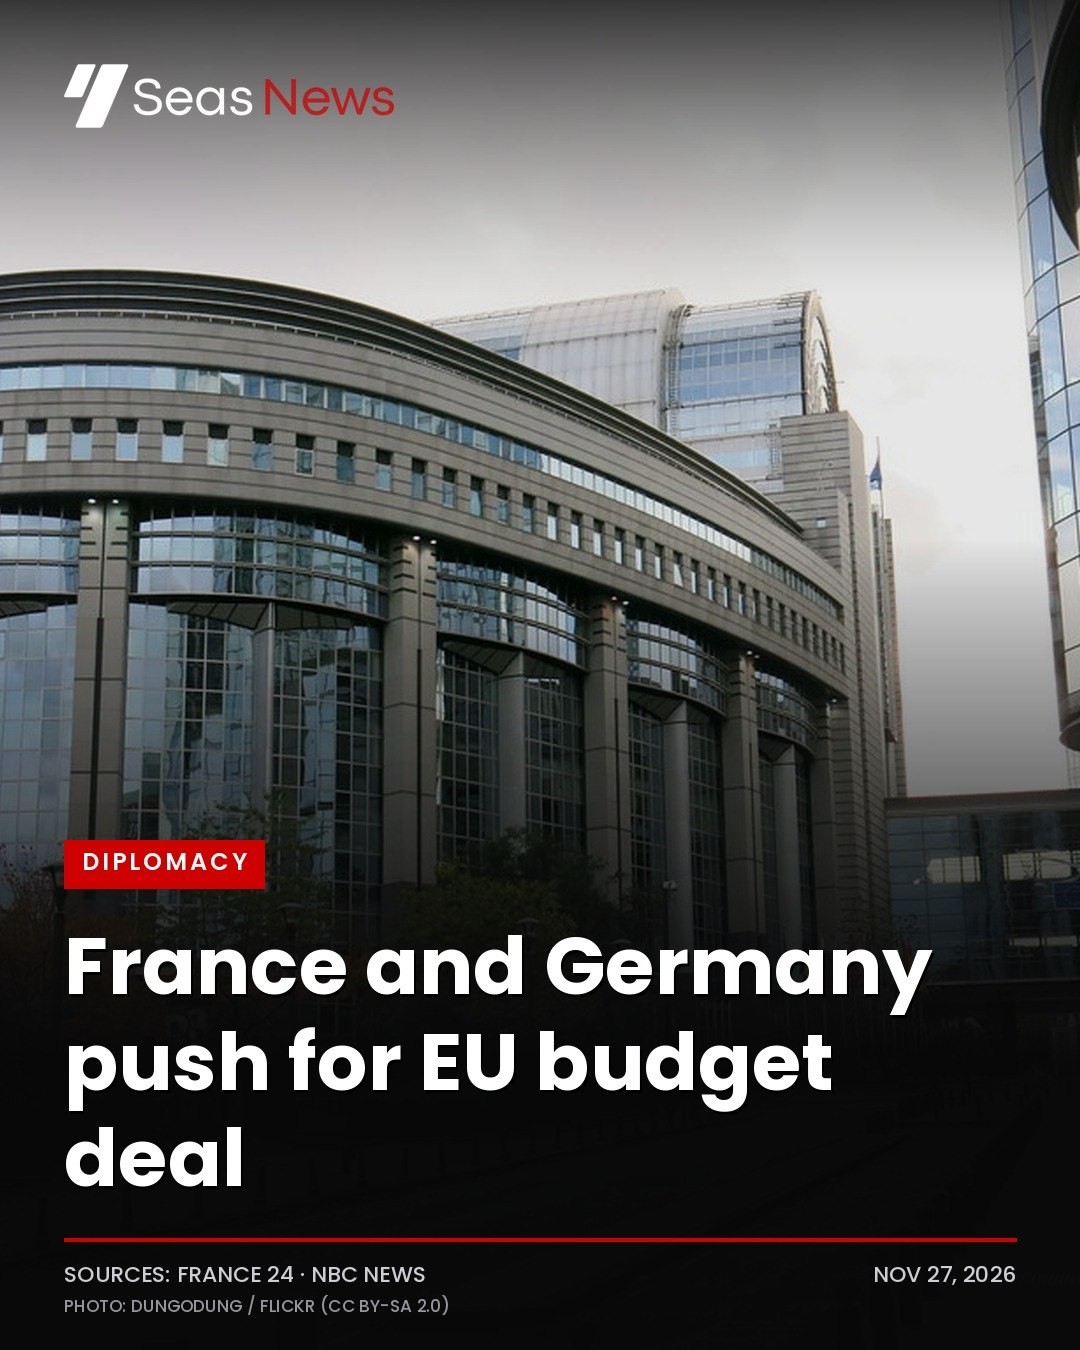 Seas News
DIPLOMACY
France and Germany
push for EU budget
deal
SOURCES: FRANCE 24 · NBC NEWS
NOV 27, 2026
PHOTO: DUNGODUNG / FLICKR (CC BY-SA 2.0)